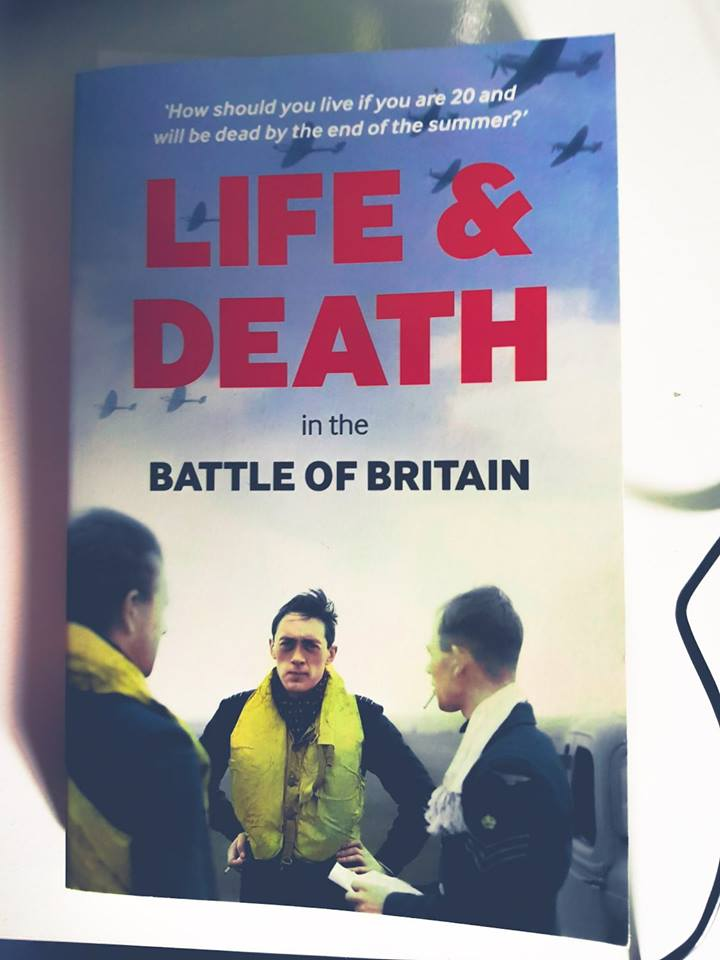 'How should you live if you are 20 and
will be dead by the end of the summer?'
LIFE &
DEATH
in the
BATTLE OF BRITAIN